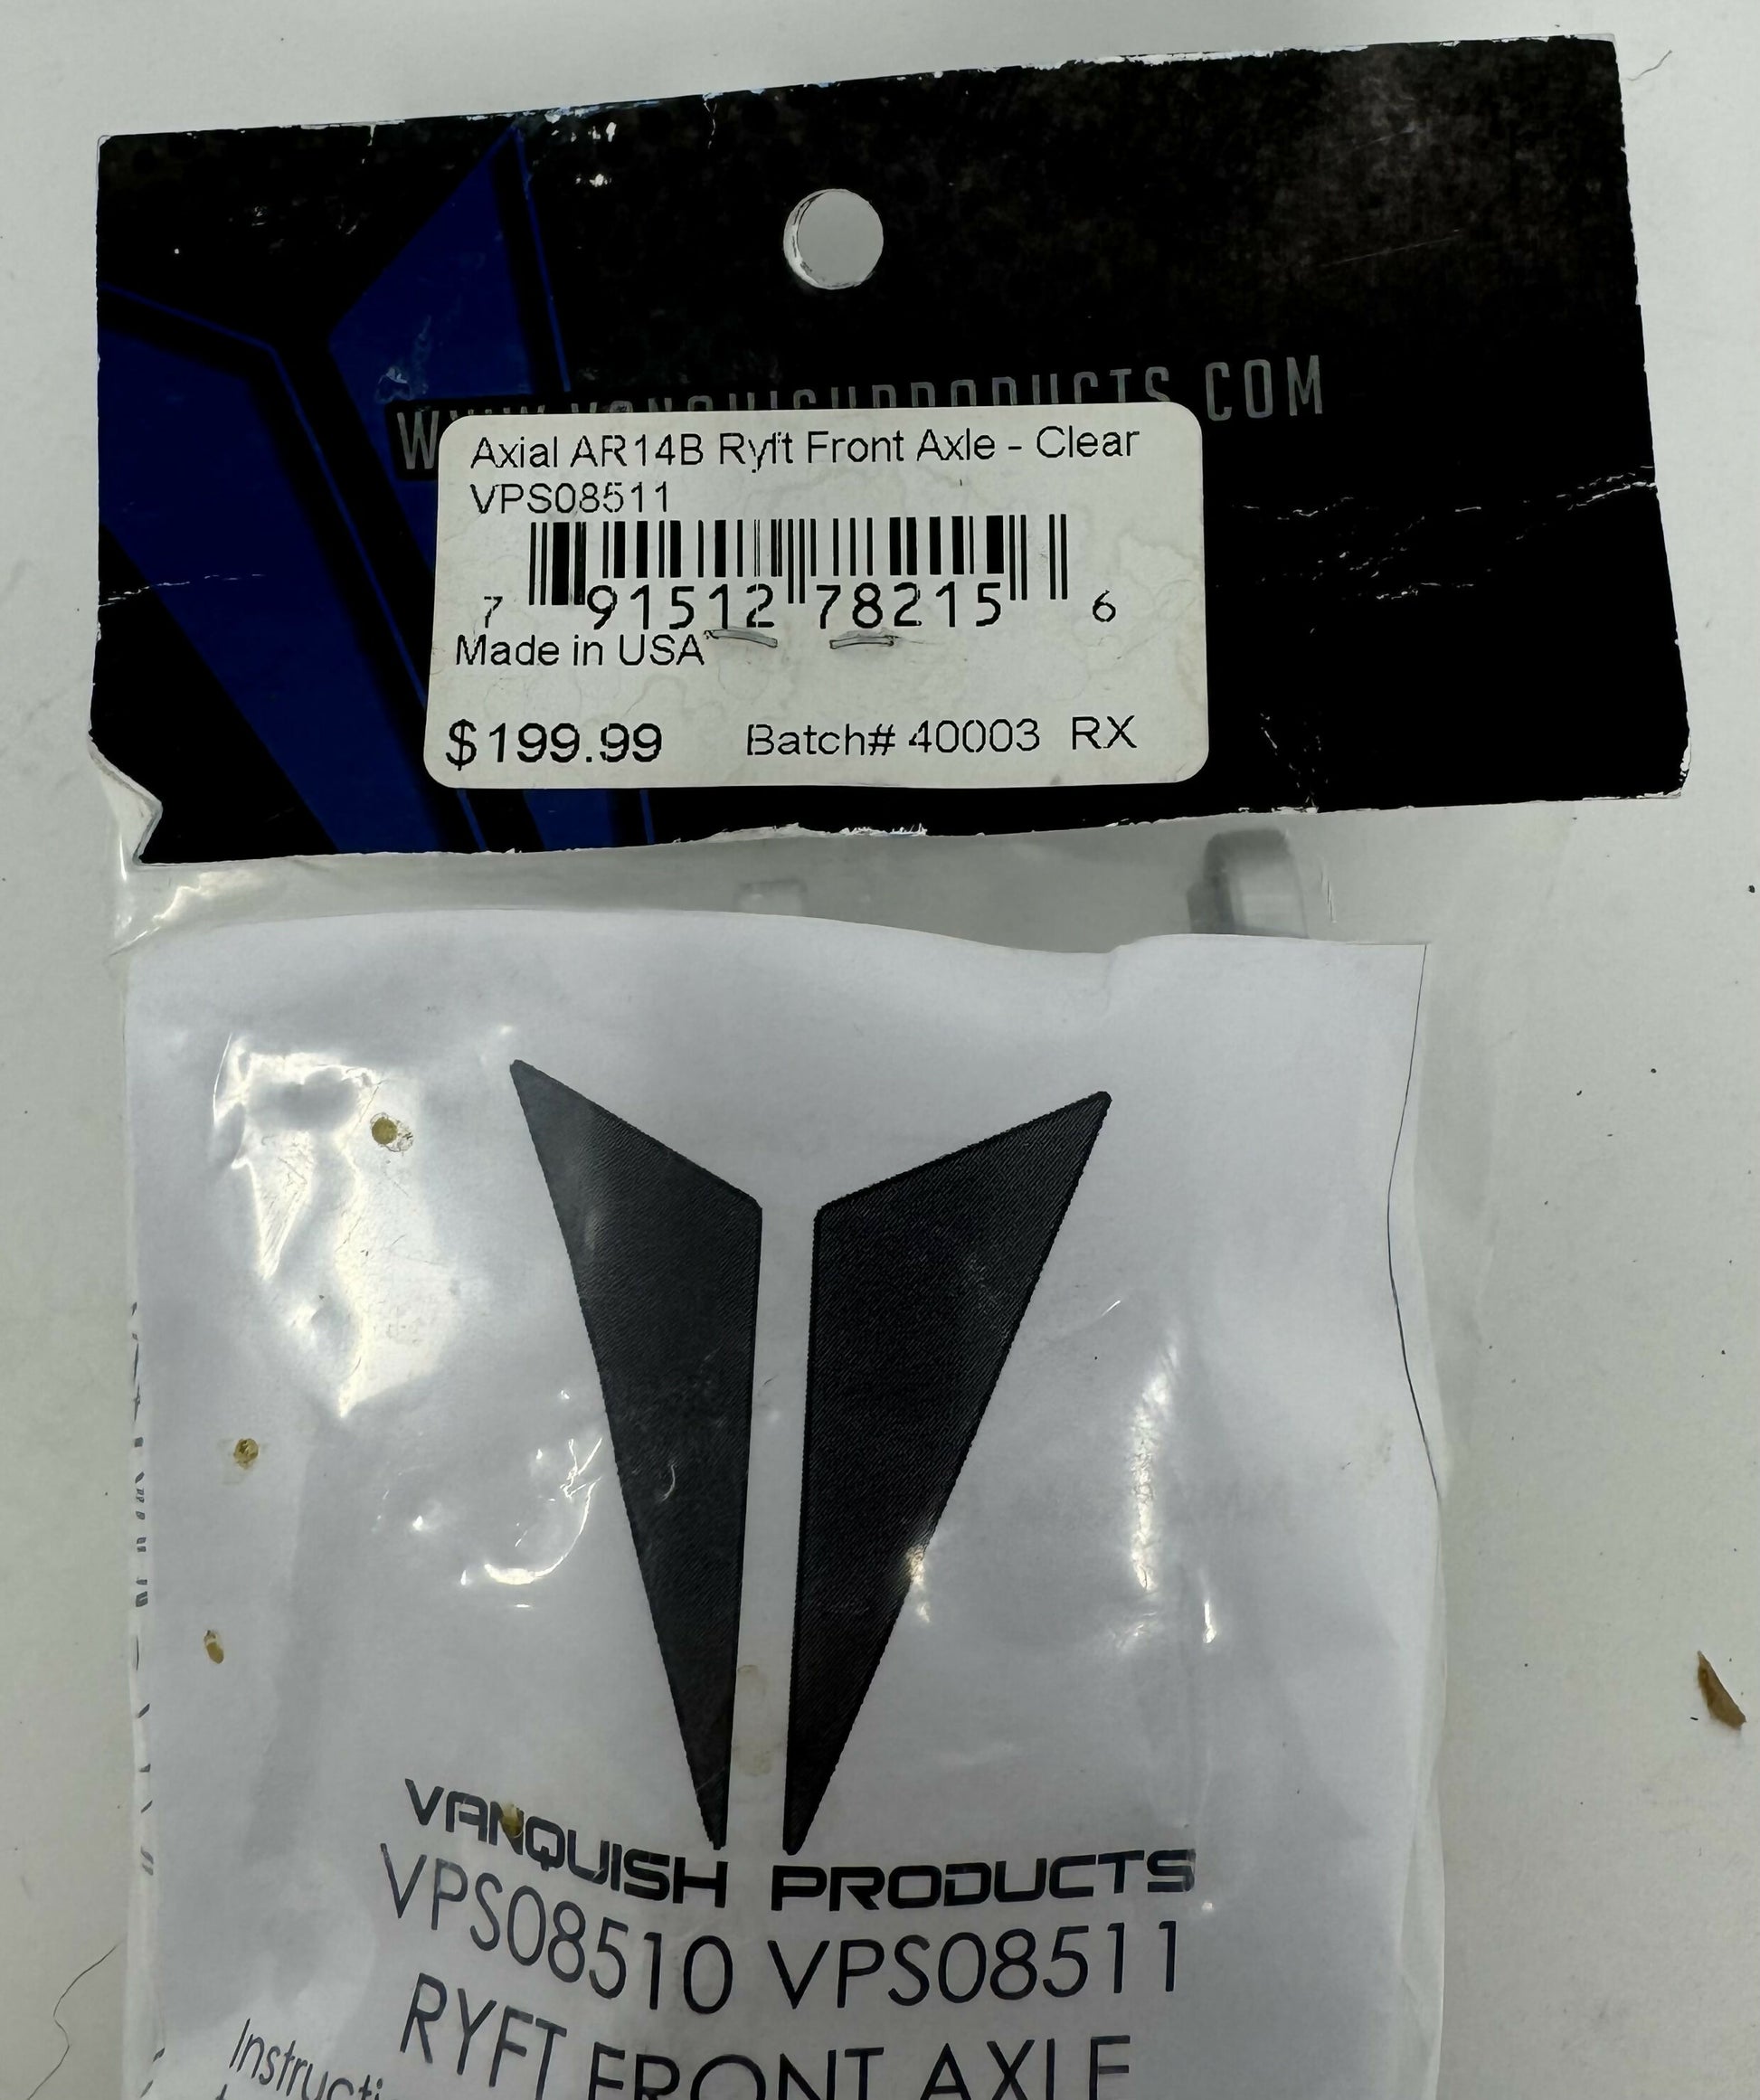 WWW.VANQUISHPRODUCTS.COM
Axial AR14B Ryft Front Axle - Clear
VPS08511
7 91512 78215 6
Made in USA
$199.99 Batch# 40003 RX
VANQUISH PRODUCTS
VPS08510 VPS08511
RYFT FRONT AXLE